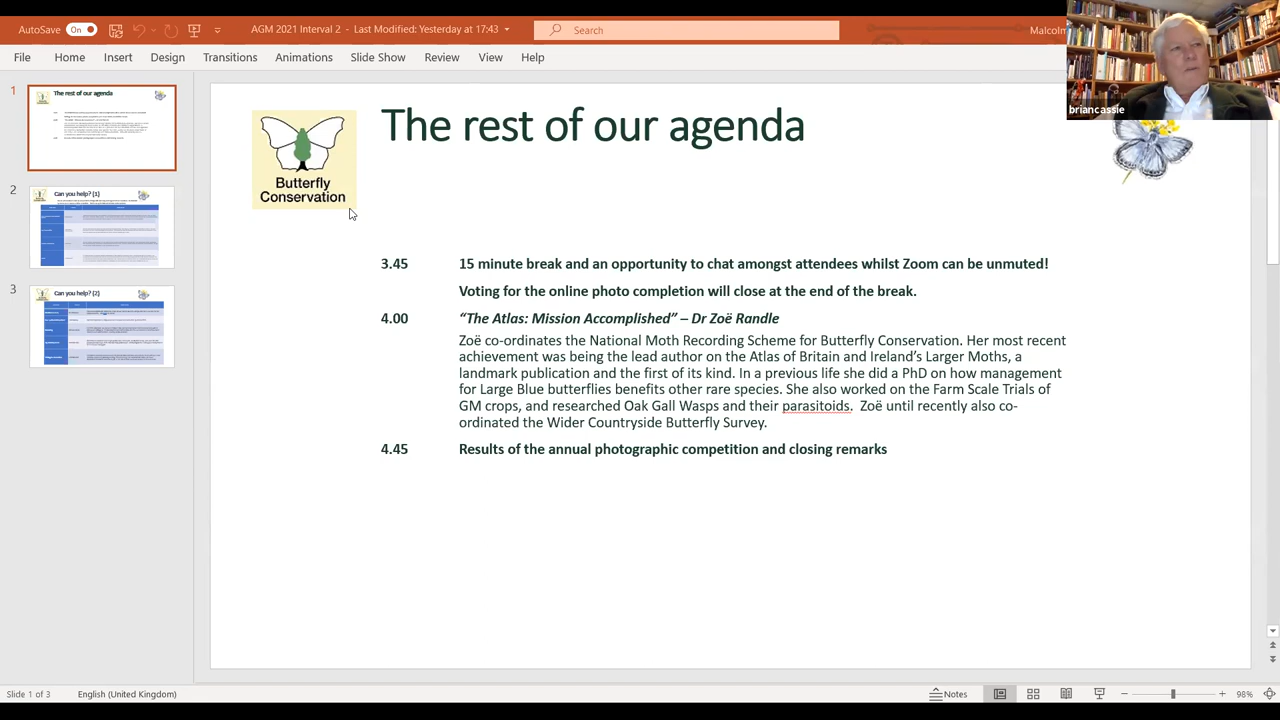 AutoSave
On
AGM 2021 Interval 2 - Last Modified: Yesterday at 17:43
Search
Malcolm
File Home Insert Design Transitions Animations Slide Show Review View Help
briancassie
1
The rest of our agenda
2
Can you help? (1)
3
Can you help? (2)
The rest of our agenda
Butterfly
Conservation
3.45 15 minute break and an opportunity to chat amongst attendees whilst Zoom can be unmuted!
Voting for the online photo completion will close at the end of the break.
4.00 “The Atlas: Mission Accomplished” – Dr Zoë Randle
Zoë co-ordinates the National Moth Recording Scheme for Butterfly Conservation. Her most recent
achievement was being the lead author on the Atlas of Britain and Ireland’s Larger Moths, a
landmark publication and the first of its kind. In a previous life she did a PhD on how management
for Large Blue butterflies benefits other rare species. She also worked on the Farm Scale Trials of
GM crops, and researched Oak Gall Wasps and their parasitoids. Zoë until recently also co-
ordinated the Wider Countryside Butterfly Survey.
4.45 Results of the annual photographic competition and closing remarks
Slide 1 of 3 English (United Kingdom) Notes 98%